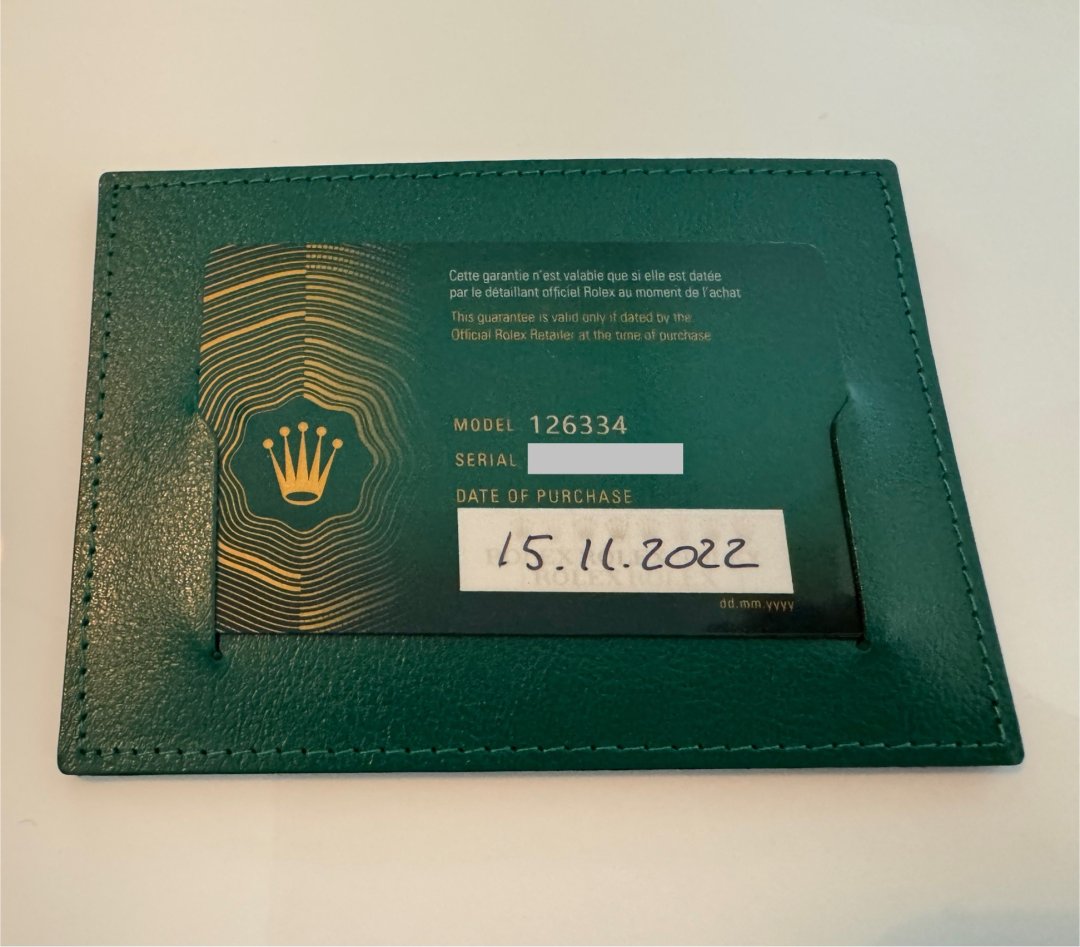 Cette garantie n'est valable que si elle est datée
par le détaillant officiel Rolex au moment de l'achat
This guarantee is valid only if dated by the
Official Rolex Retailer at the time of purchase
MODEL 126334
SERIAL
DATE OF PURCHASE
15.11.2022
dd.mm.yyyy